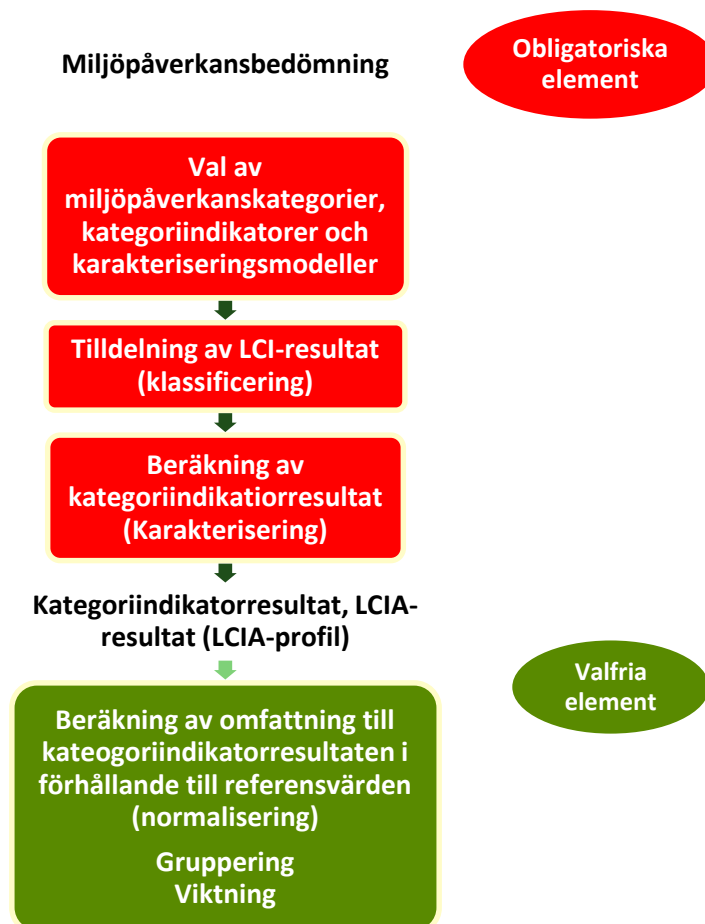 Miljöpåverkansbedömning
Obligatoriska
element
Val av
miljöpåverkanskategorier,
kategoriindikatorer och
karakteriseringsmodeller
Tilldelning av LCI-resultat
(klassificering)
Beräkning av
kategoriindikatiorresultat
(Karakterisering)
Kategoriindikatorresultat, LCIA-
resultat (LCIA-profil)
Valfria
element
Beräkning av omfattning till
kateogoriindikatorresultaten i
förhållande till referensvärden
(normalisering)
Gruppering
Viktning